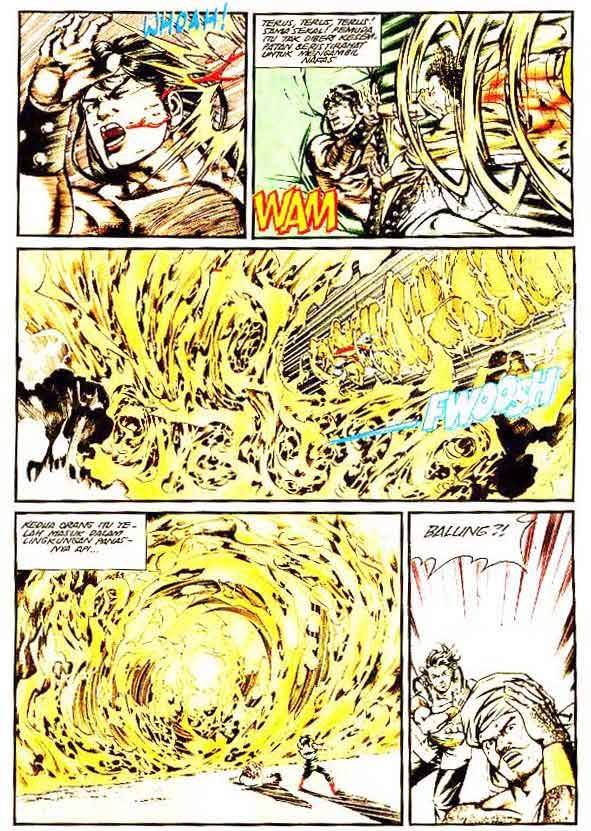 WHOAH!
TERUS, TERUS, TERUS!
SAMA SEKALI PEMUDA
ITU TAK DIBERI KESEM-
PATAN BERISTIRAHAT
UNTUK MENGAMBIL
NAFAS
WAM
FWOOSH
KEDUA ORANG ITU TE-
LAH MASUK DALAM
LINGKUNGAN PANAS-
NYA API...
BALUNG?!